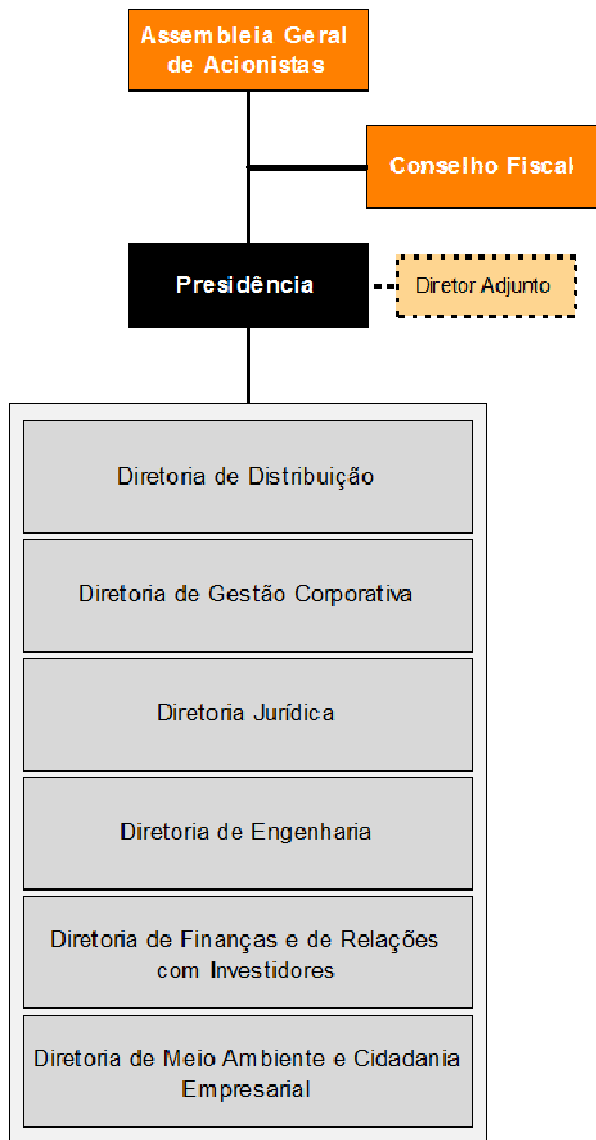 Assembleia Geral
de Acionistas
Conselho Fiscal
Presidência
Diretor Adjunto
Diretoria de Distribuição
Diretoria de Gestão Corporativa
Diretoria Jurídica
Diretoria de Engenharia
Diretoria de Finanças e de Relações
com Investidores
Diretoria de Meio Ambiente e Cidadania
Empresarial